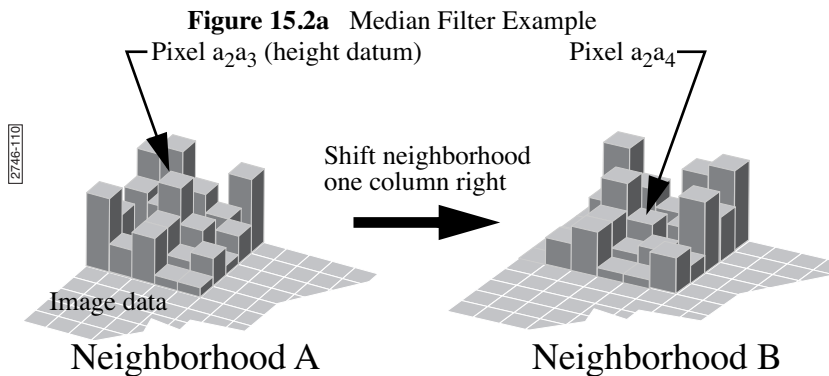 Figure 15.2a Median Filter Example
Pixel a2a3 (height datum)
Pixel a2a4
2746-110
Shift neighborhood
one column right
Image data
Neighborhood A
Neighborhood B